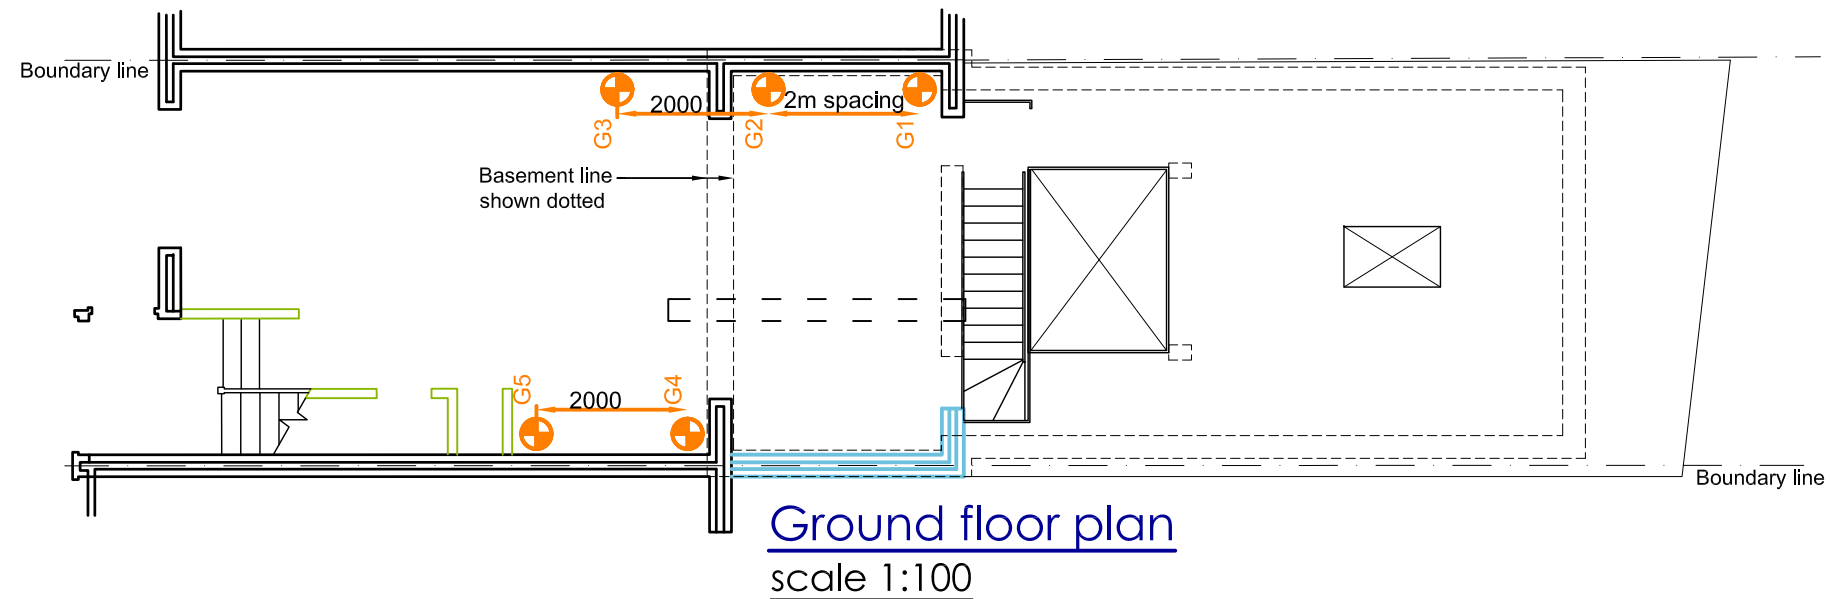 Boundary line
2000
2m spacing
G3
G2
G1
Basement line
shown dotted
G5
G4
2000
Boundary line
Ground floor plan
scale 1:100